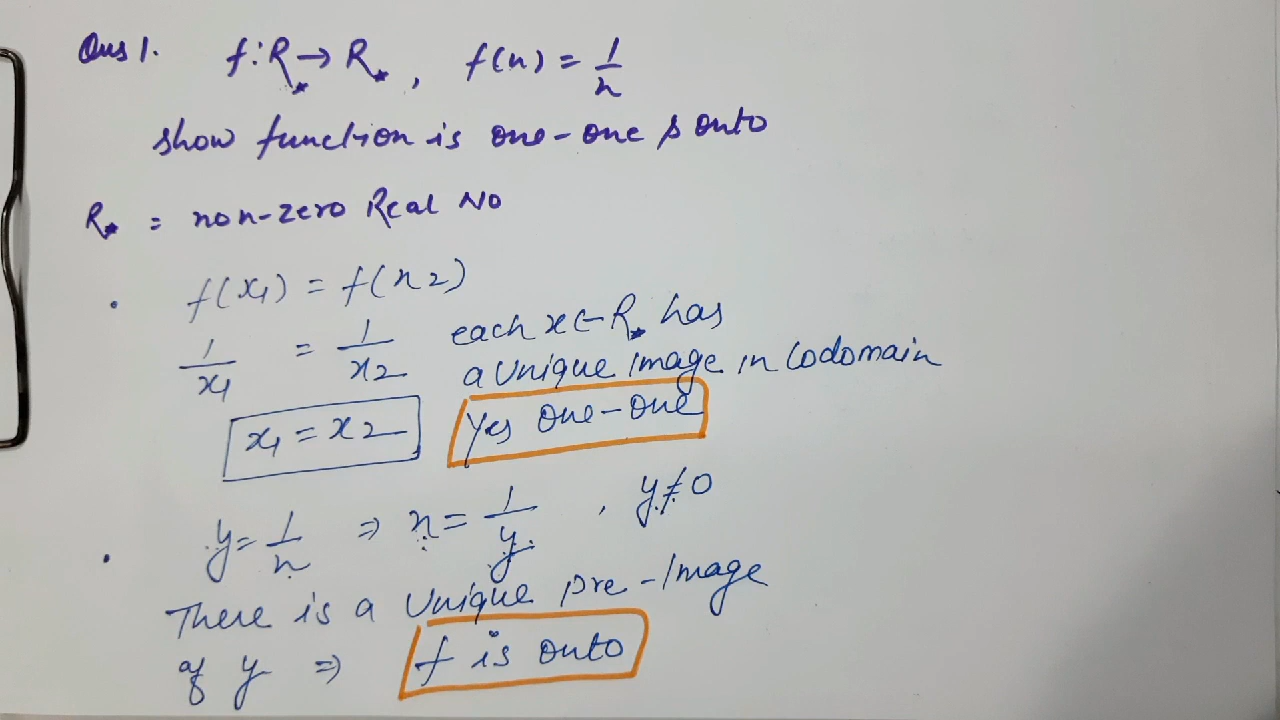 Ques 1. f: R* → R*, f(x) = 1/x
show function is one-one & onto
R* = non-zero Real No
• f(x1) = f(x2)
1/x1 = 1/x2 each x ∈ R* has
a unique image in Codomain
x1 = x2 Yes one-one
• y = 1/x ⇒ x = 1/y, y ≠ 0
There is a unique pre-image
of y ⇒ f is onto